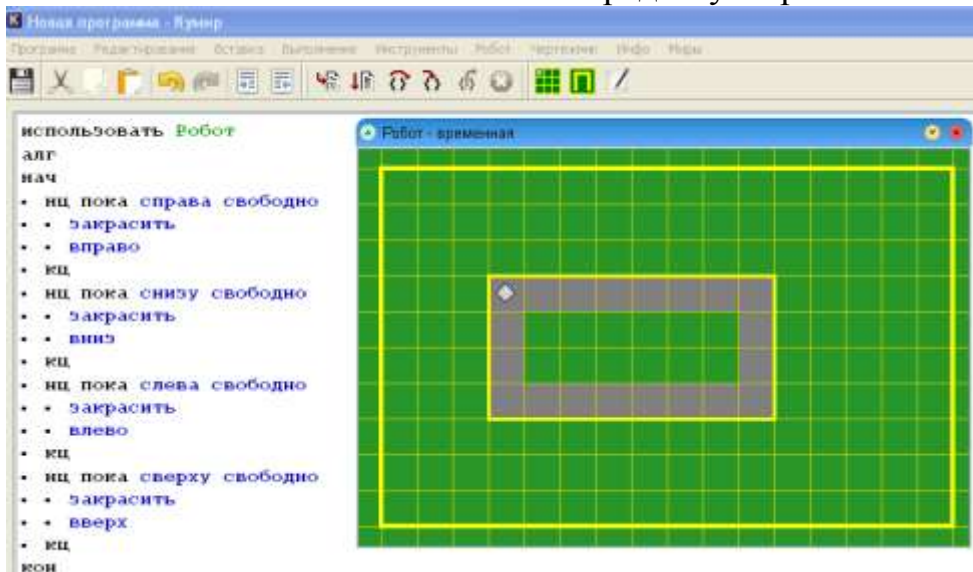 Новая программа - Кумир
Программа Редактирование Вставка Выполнение Инструменты Робот Чертежник Инфо Миры
использовать Робот
алг
нач
• нц пока справа свободно
• • закрасить
• • вправо
• кц
• нц пока снизу свободно
• • закрасить
• • вниз
• кц
• нц пока слева свободно
• • закрасить
• • влево
• кц
• нц пока сверху свободно
• • закрасить
• • вверх
• кц
кон
Робот - временная